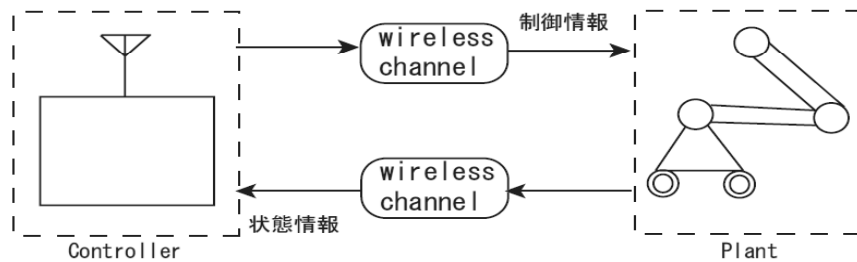 wireless
channel
制御情報
wireless
channel
状態情報
Controller
Plant